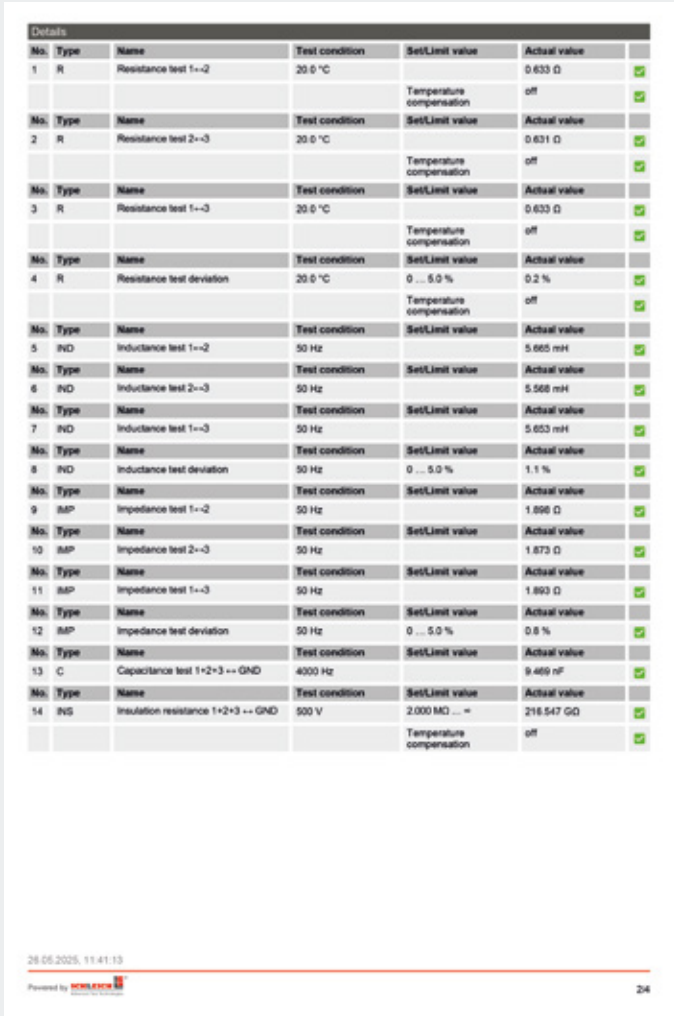 Details
No. Type Name Test condition Set/Limit value Actual value
1 R Resistance test 1↔2 20.0 °C 0.633 Ω
Temperature compensation off
No. Type Name Test condition Set/Limit value Actual value
2 R Resistance test 2↔3 20.0 °C 0.631 Ω
Temperature compensation off
No. Type Name Test condition Set/Limit value Actual value
3 R Resistance test 1↔3 20.0 °C 0.633 Ω
Temperature compensation off
No. Type Name Test condition Set/Limit value Actual value
4 R Resistance test deviation 20.0 °C 0 ... 5.0 % 0.2 %
Temperature compensation off
No. Type Name Test condition Set/Limit value Actual value
5 IND Inductance test 1↔2 50 Hz 5.665 mH
No. Type Name Test condition Set/Limit value Actual value
6 IND Inductance test 2↔3 50 Hz 5.568 mH
No. Type Name Test condition Set/Limit value Actual value
7 IND Inductance test 1↔3 50 Hz 5.653 mH
No. Type Name Test condition Set/Limit value Actual value
8 IND Inductance test deviation 50 Hz 0 ... 5.0 % 1.1 %
No. Type Name Test condition Set/Limit value Actual value
9 IMP Impedance test 1↔2 50 Hz 1.898 Ω
No. Type Name Test condition Set/Limit value Actual value
10 IMP Impedance test 2↔3 50 Hz 1.873 Ω
No. Type Name Test condition Set/Limit value Actual value
11 IMP Impedance test 1↔3 50 Hz 1.893 Ω
No. Type Name Test condition Set/Limit value Actual value
12 IMP Impedance test deviation 50 Hz 0 ... 5.0 % 0.8 %
No. Type Name Test condition Set/Limit value Actual value
13 C Capacitance test 1+2+3 ↔ GND 4000 Hz 9.469 nF
No. Type Name Test condition Set/Limit value Actual value
14 INS Insulation resistance 1+2+3 ↔ GND 500 V 2.000 MΩ ... ∞ 216.547 GΩ
Temperature compensation off
26.05.2025, 11:41:13
Powered by SCHLEICH
2/4